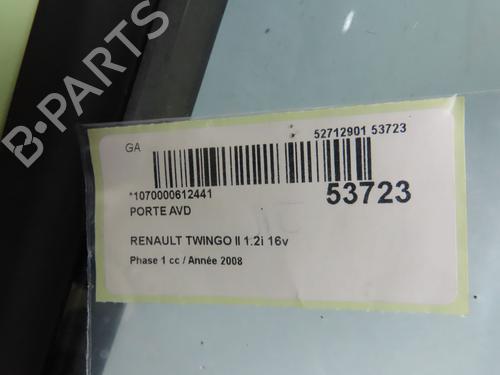 B-PARTS
GA
52712901 53723
*1070000612441
53723
PORTE AVD
RENAULT TWINGO II 1.2i 16v
Phase 1 cc / Année 2008